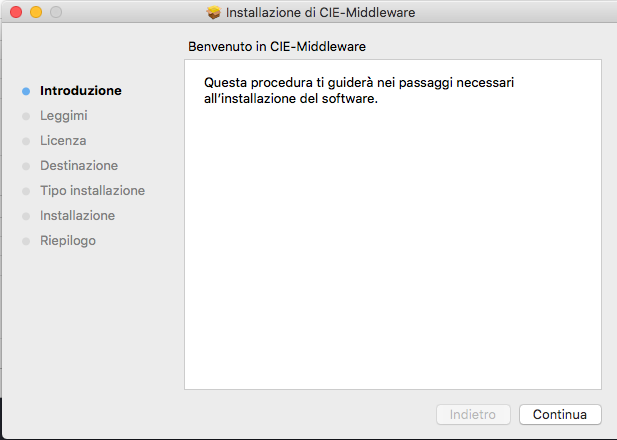 Installazione di CIE-Middleware
Benvenuto in CIE-Middleware
Introduzione
Leggimi
Licenza
Destinazione
Tipo installazione
Installazione
Riepilogo
Questa procedura ti guiderà nei passaggi necessari
all'installazione del software.
Indietro
Continua